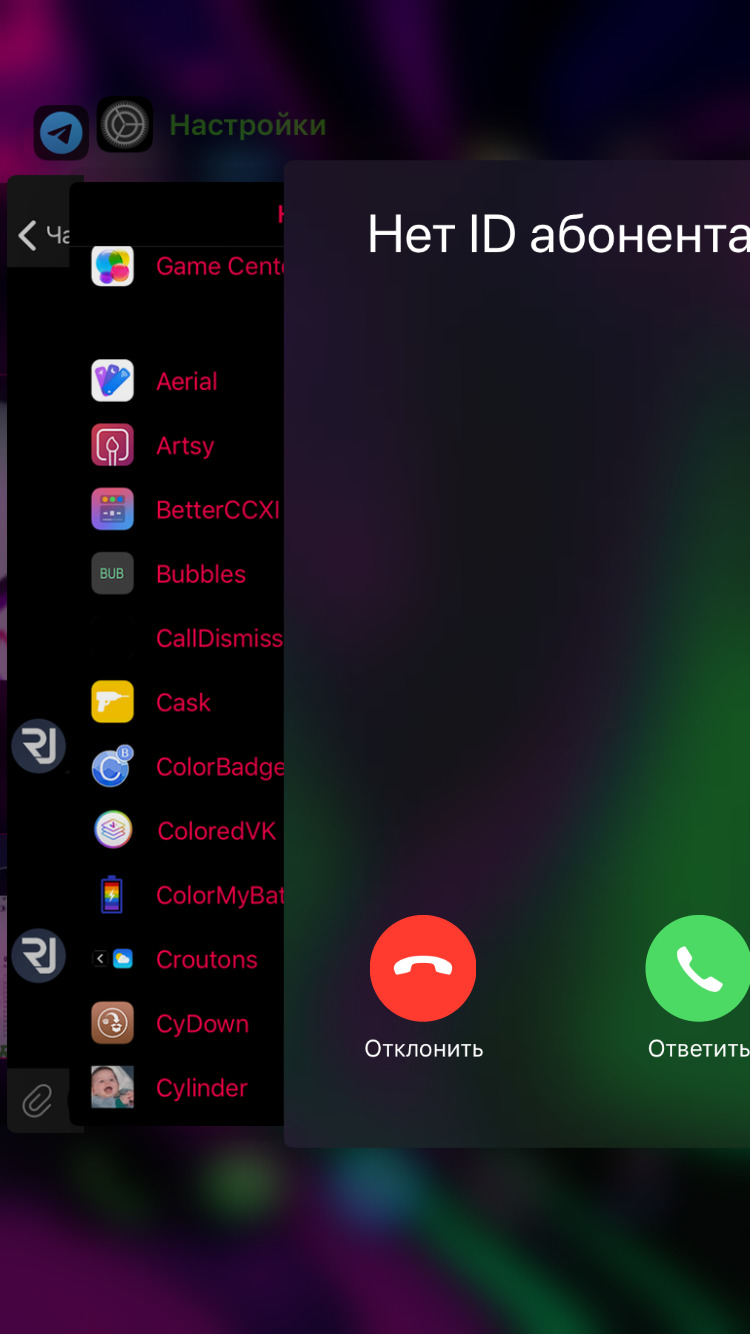 Настройки
Ча
Нет ID абонента
Game Cente
Aerial
Artsy
BetterCCXI
BUB
Bubbles
CallDismiss
Cask
B
ColorBadge
ColoredVK
ColorMyBat
Croutons
CyDown
Cylinder
Отклонить
Ответить